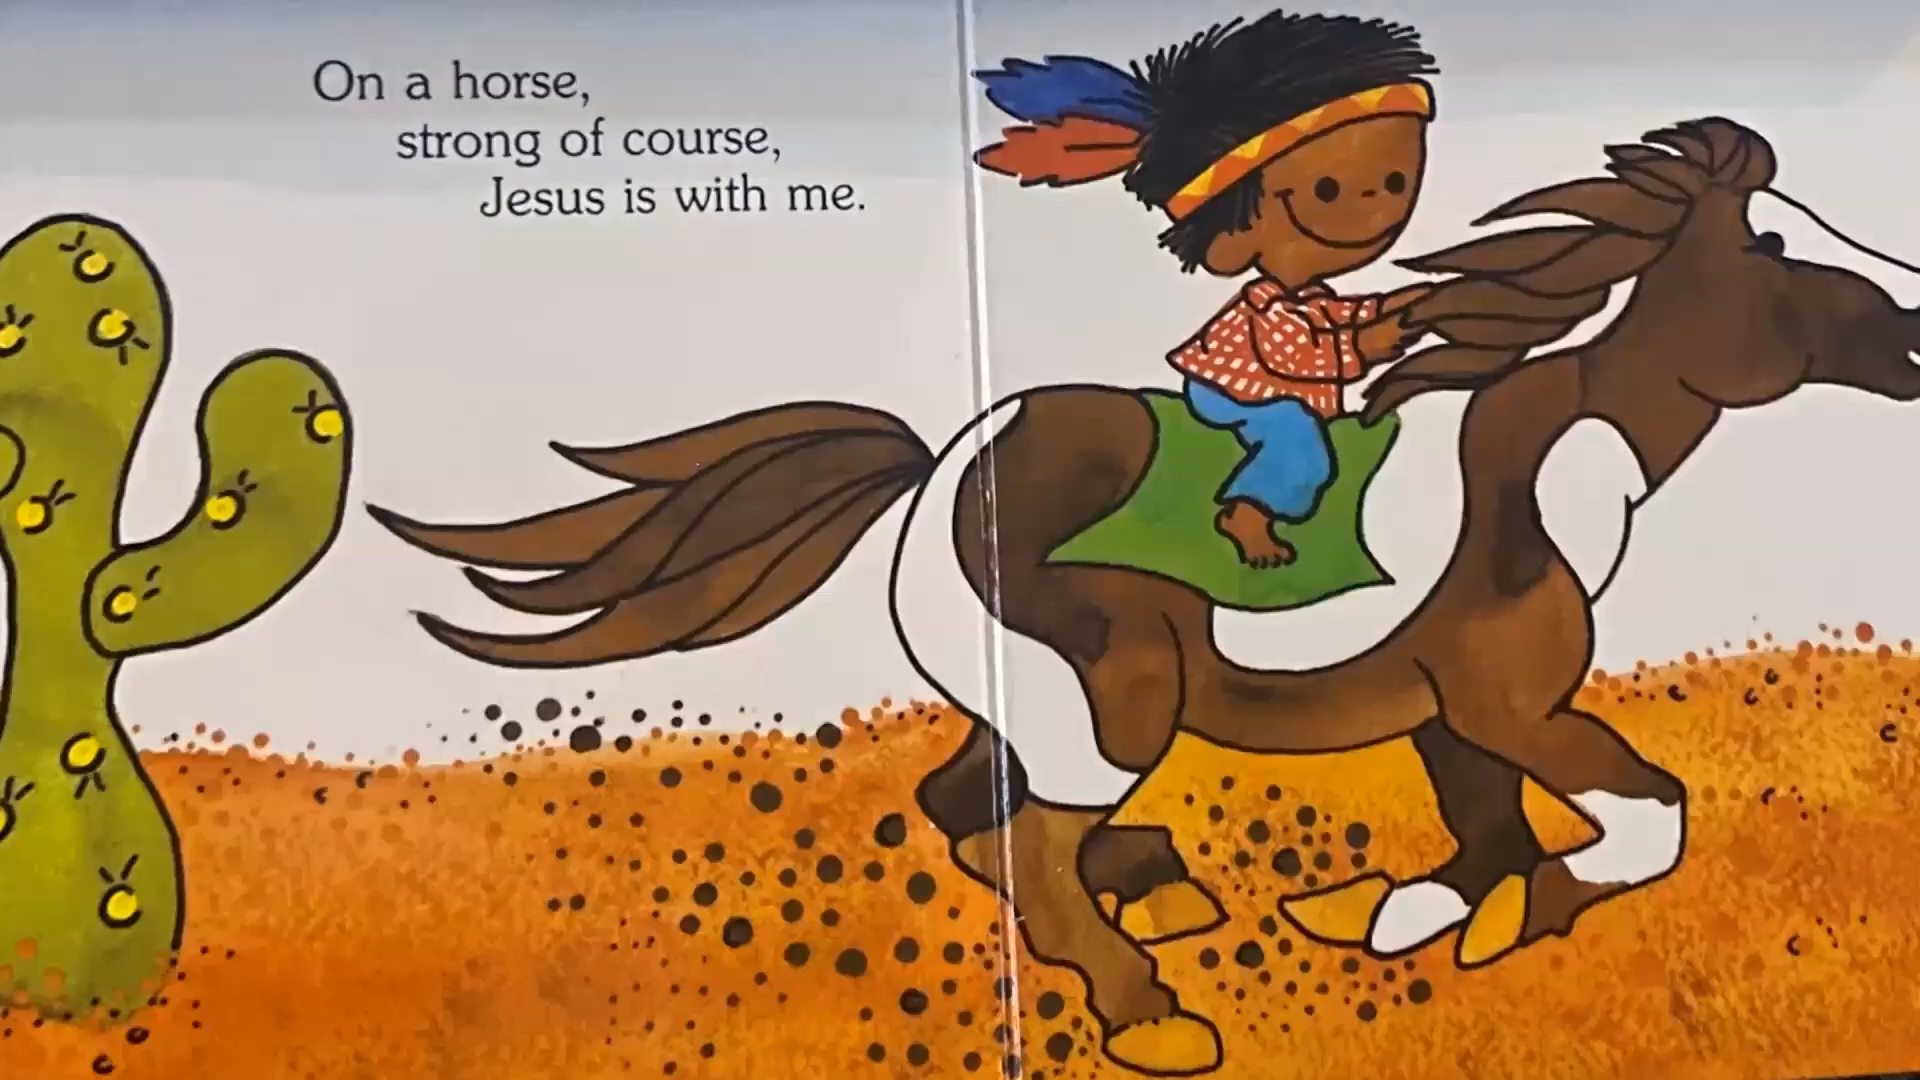 On a horse,
strong of course,
Jesus is with me.